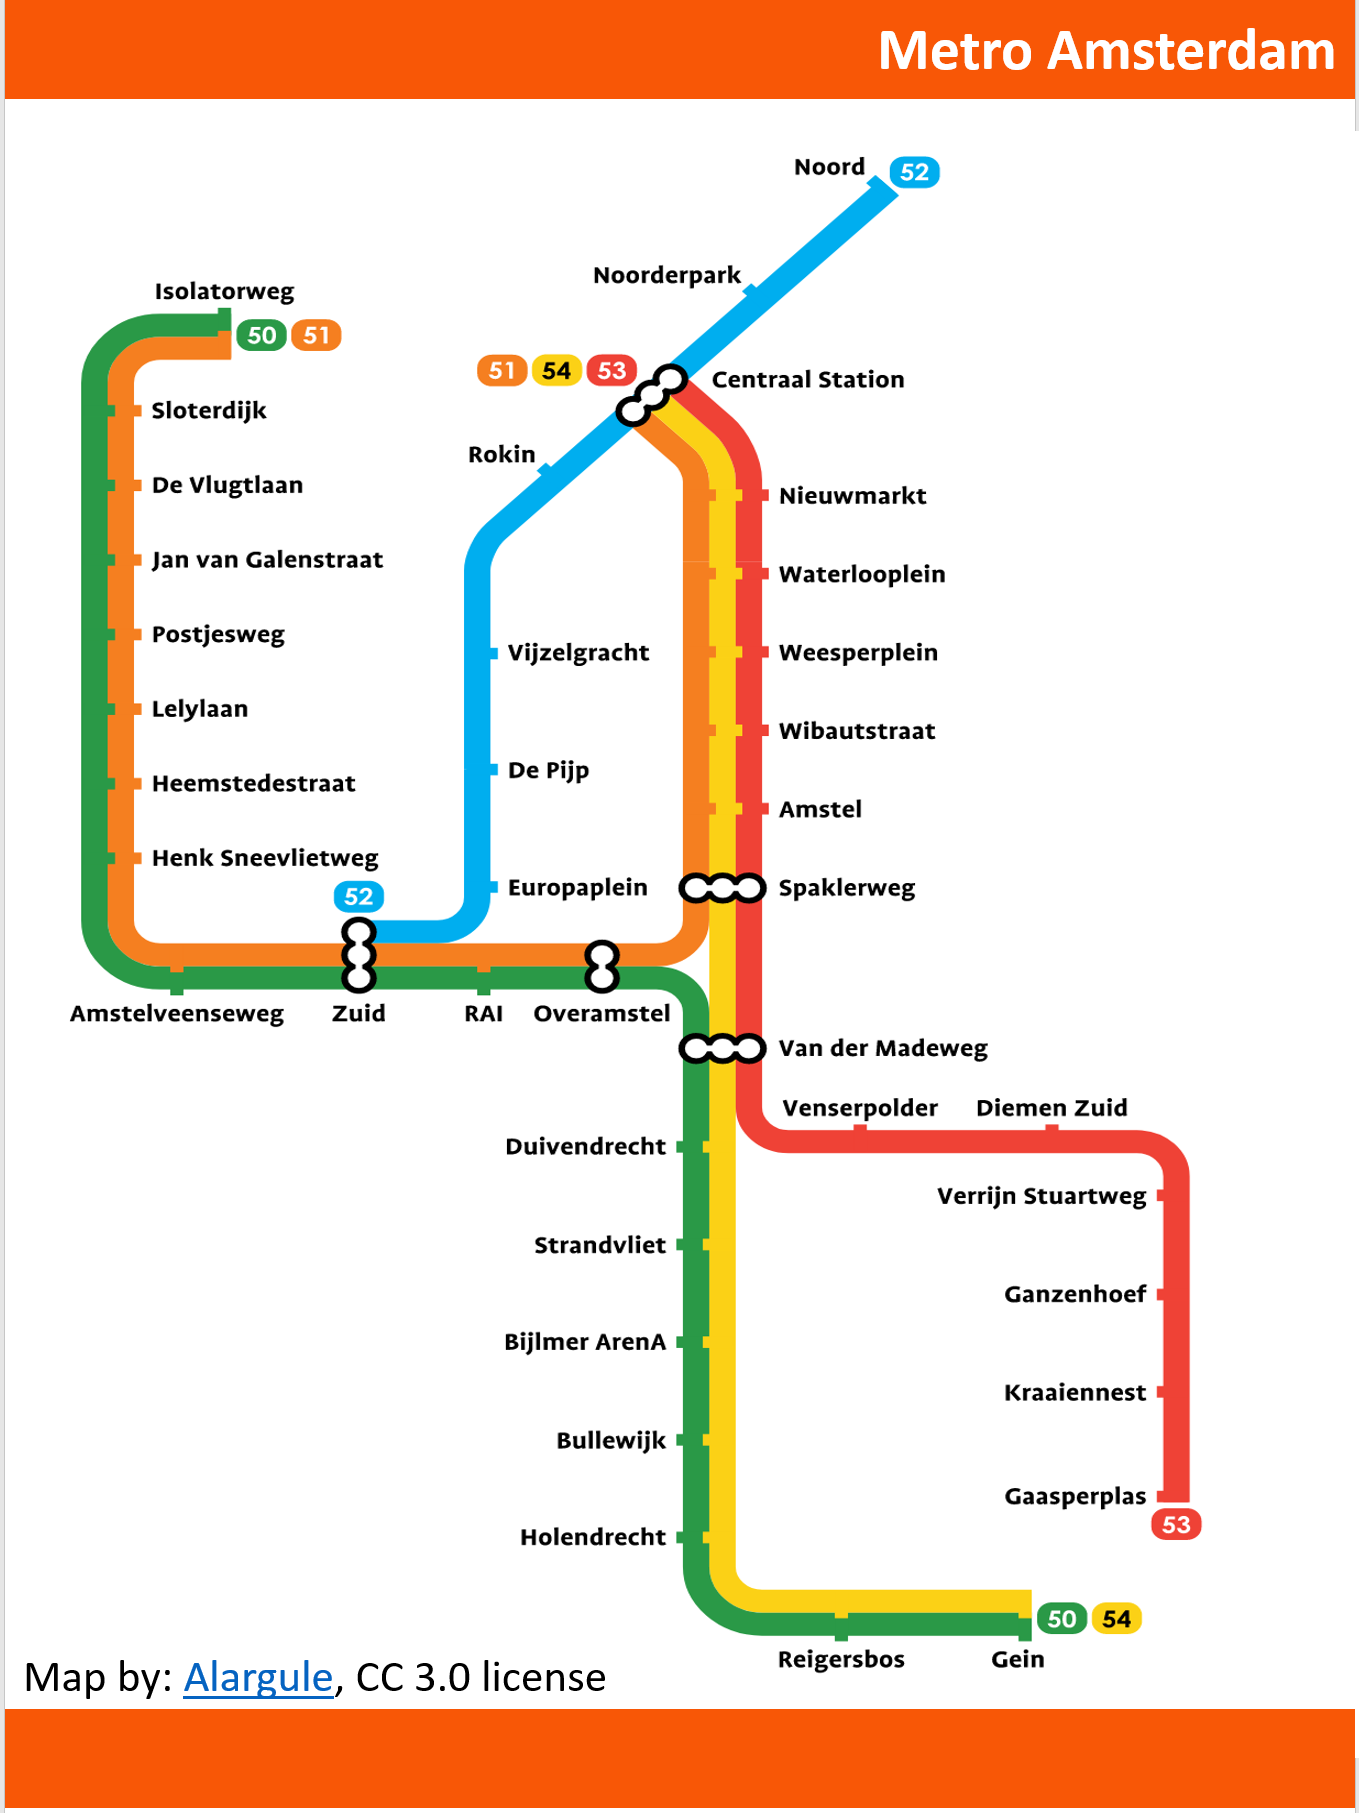 Metro Amsterdam
Noord 52
Noorderpark
Isolatorweg
50 51
51 54 53 Centraal Station
Sloterdijk
Rokin
De Vlugtlaan
Nieuwmarkt
Jan van Galenstraat
Waterlooplein
Postjesweg
Vijzelgracht
Weesperplein
Lelylaan
Wibautstraat
De Pijp
Heemstedestraat
Amstel
Henk Sneevlietweg
52
Europaplein
Spaklerweg
Amstelveenseweg Zuid RAI Overamstel
Van der Madeweg
Venserpolder Diemen Zuid
Duivendrecht
Verrijn Stuartweg
Strandvliet
Ganzenhoef
Bijlmer ArenA
Kraaiennest
Bullewijk
Gaasperplas
53
Holendrecht
50 54
Reigersbos Gein
Map by: Alargule, CC 3.0 license